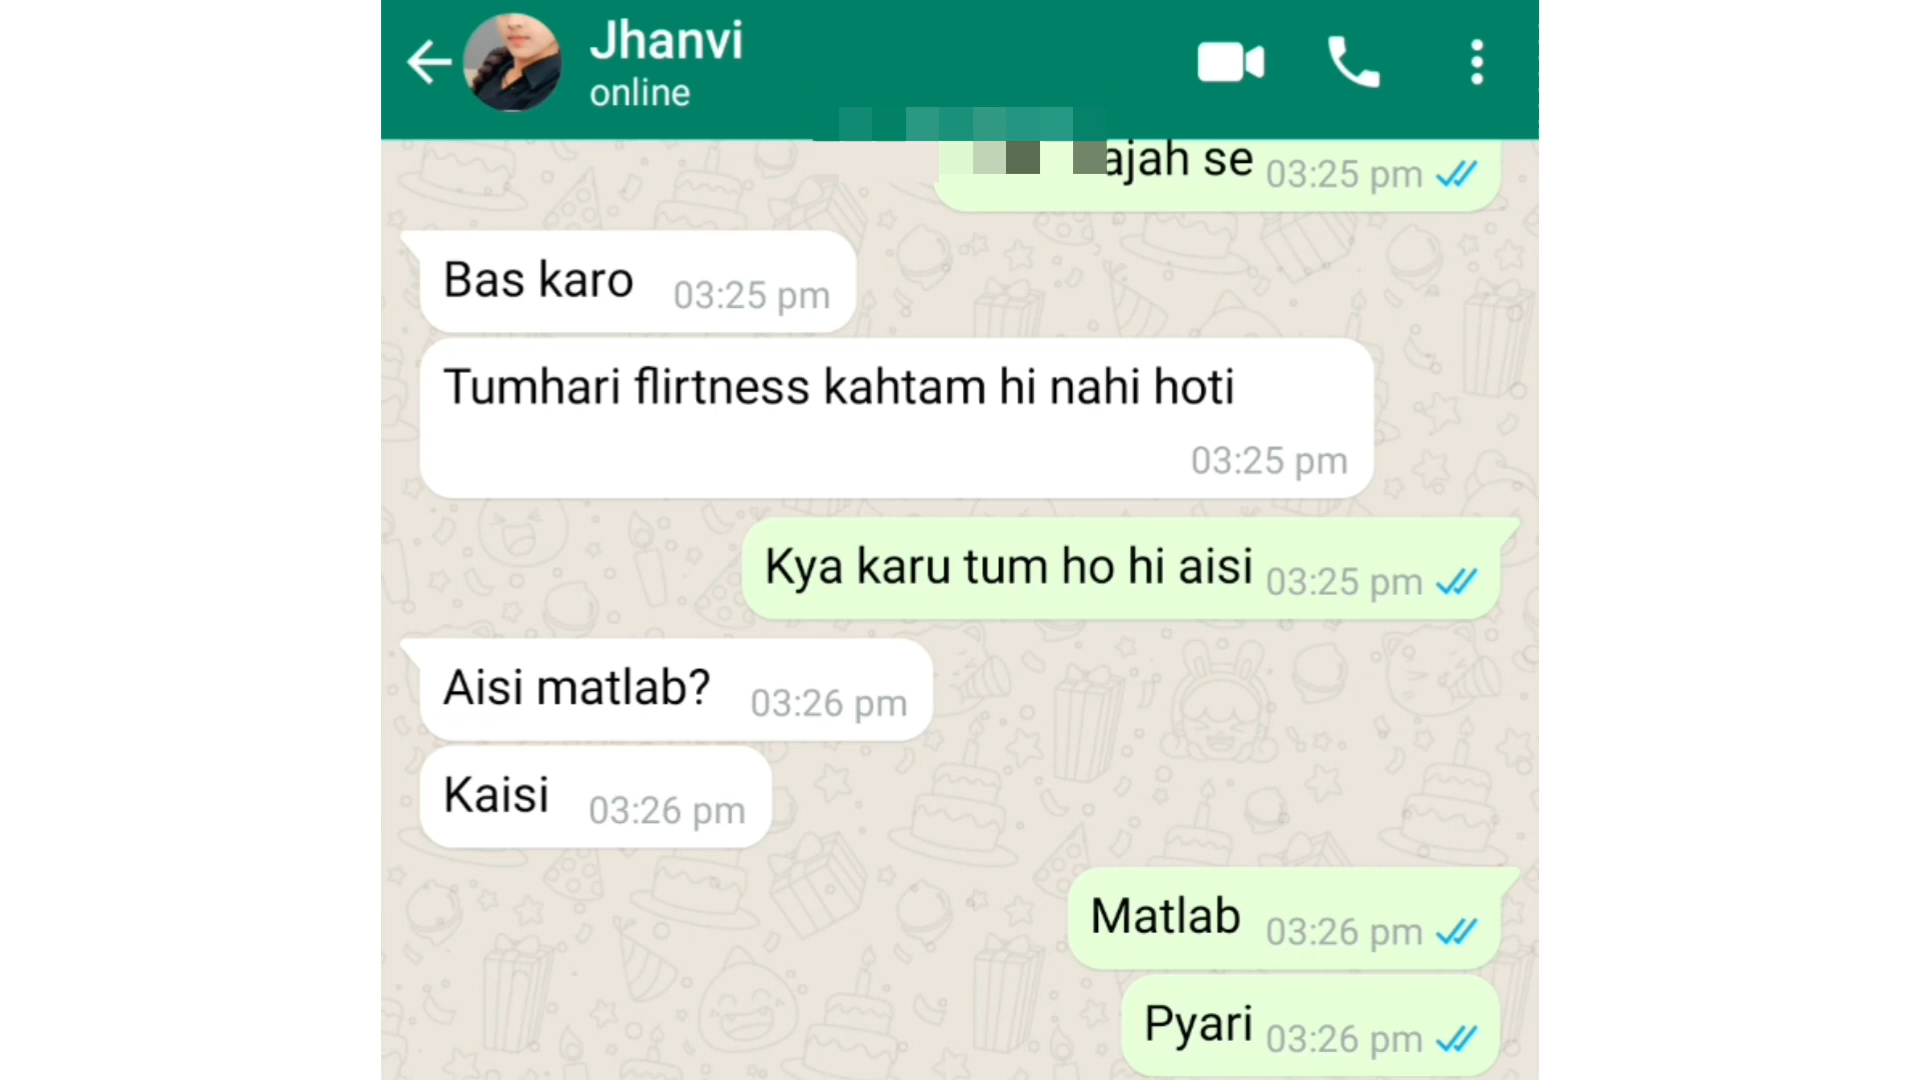 Jhanvi
online
se 03:25 pm
Bas karo 03:25 pm
Tumhari flirtness kahtam hi nahi hoti
03:25 pm
Kya karu tum ho hi aisi 03:25 pm
Aisi matlab? 03:26 pm
Kaisi 03:26 pm
Matlab 03:26 pm
Pyari 03:26 pm